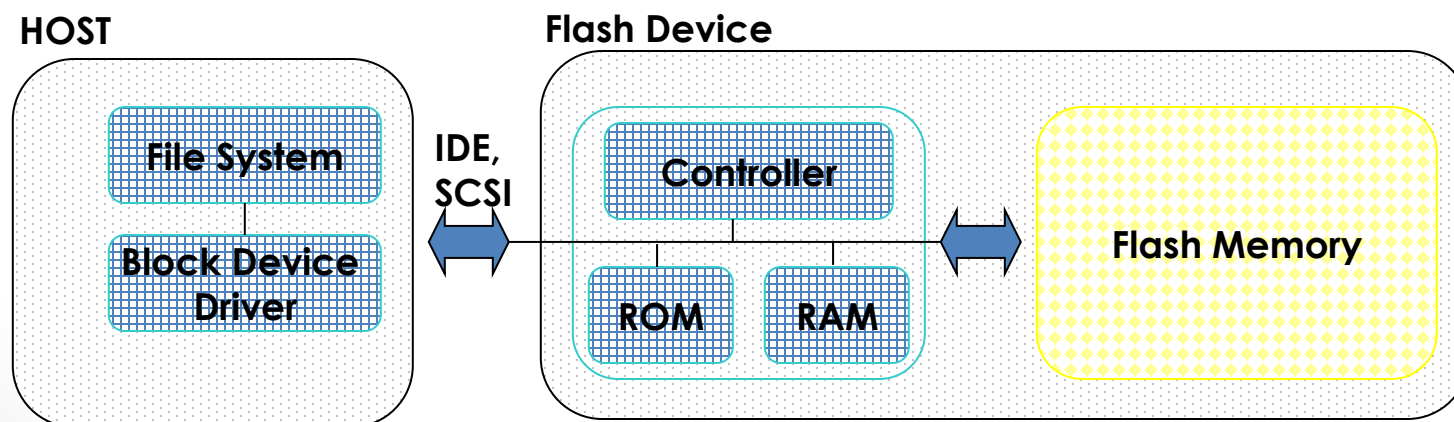 HOST
File System
Block Device
Driver
IDE,
SCSI
Flash Device
Controller
ROM
RAM
Flash Memory